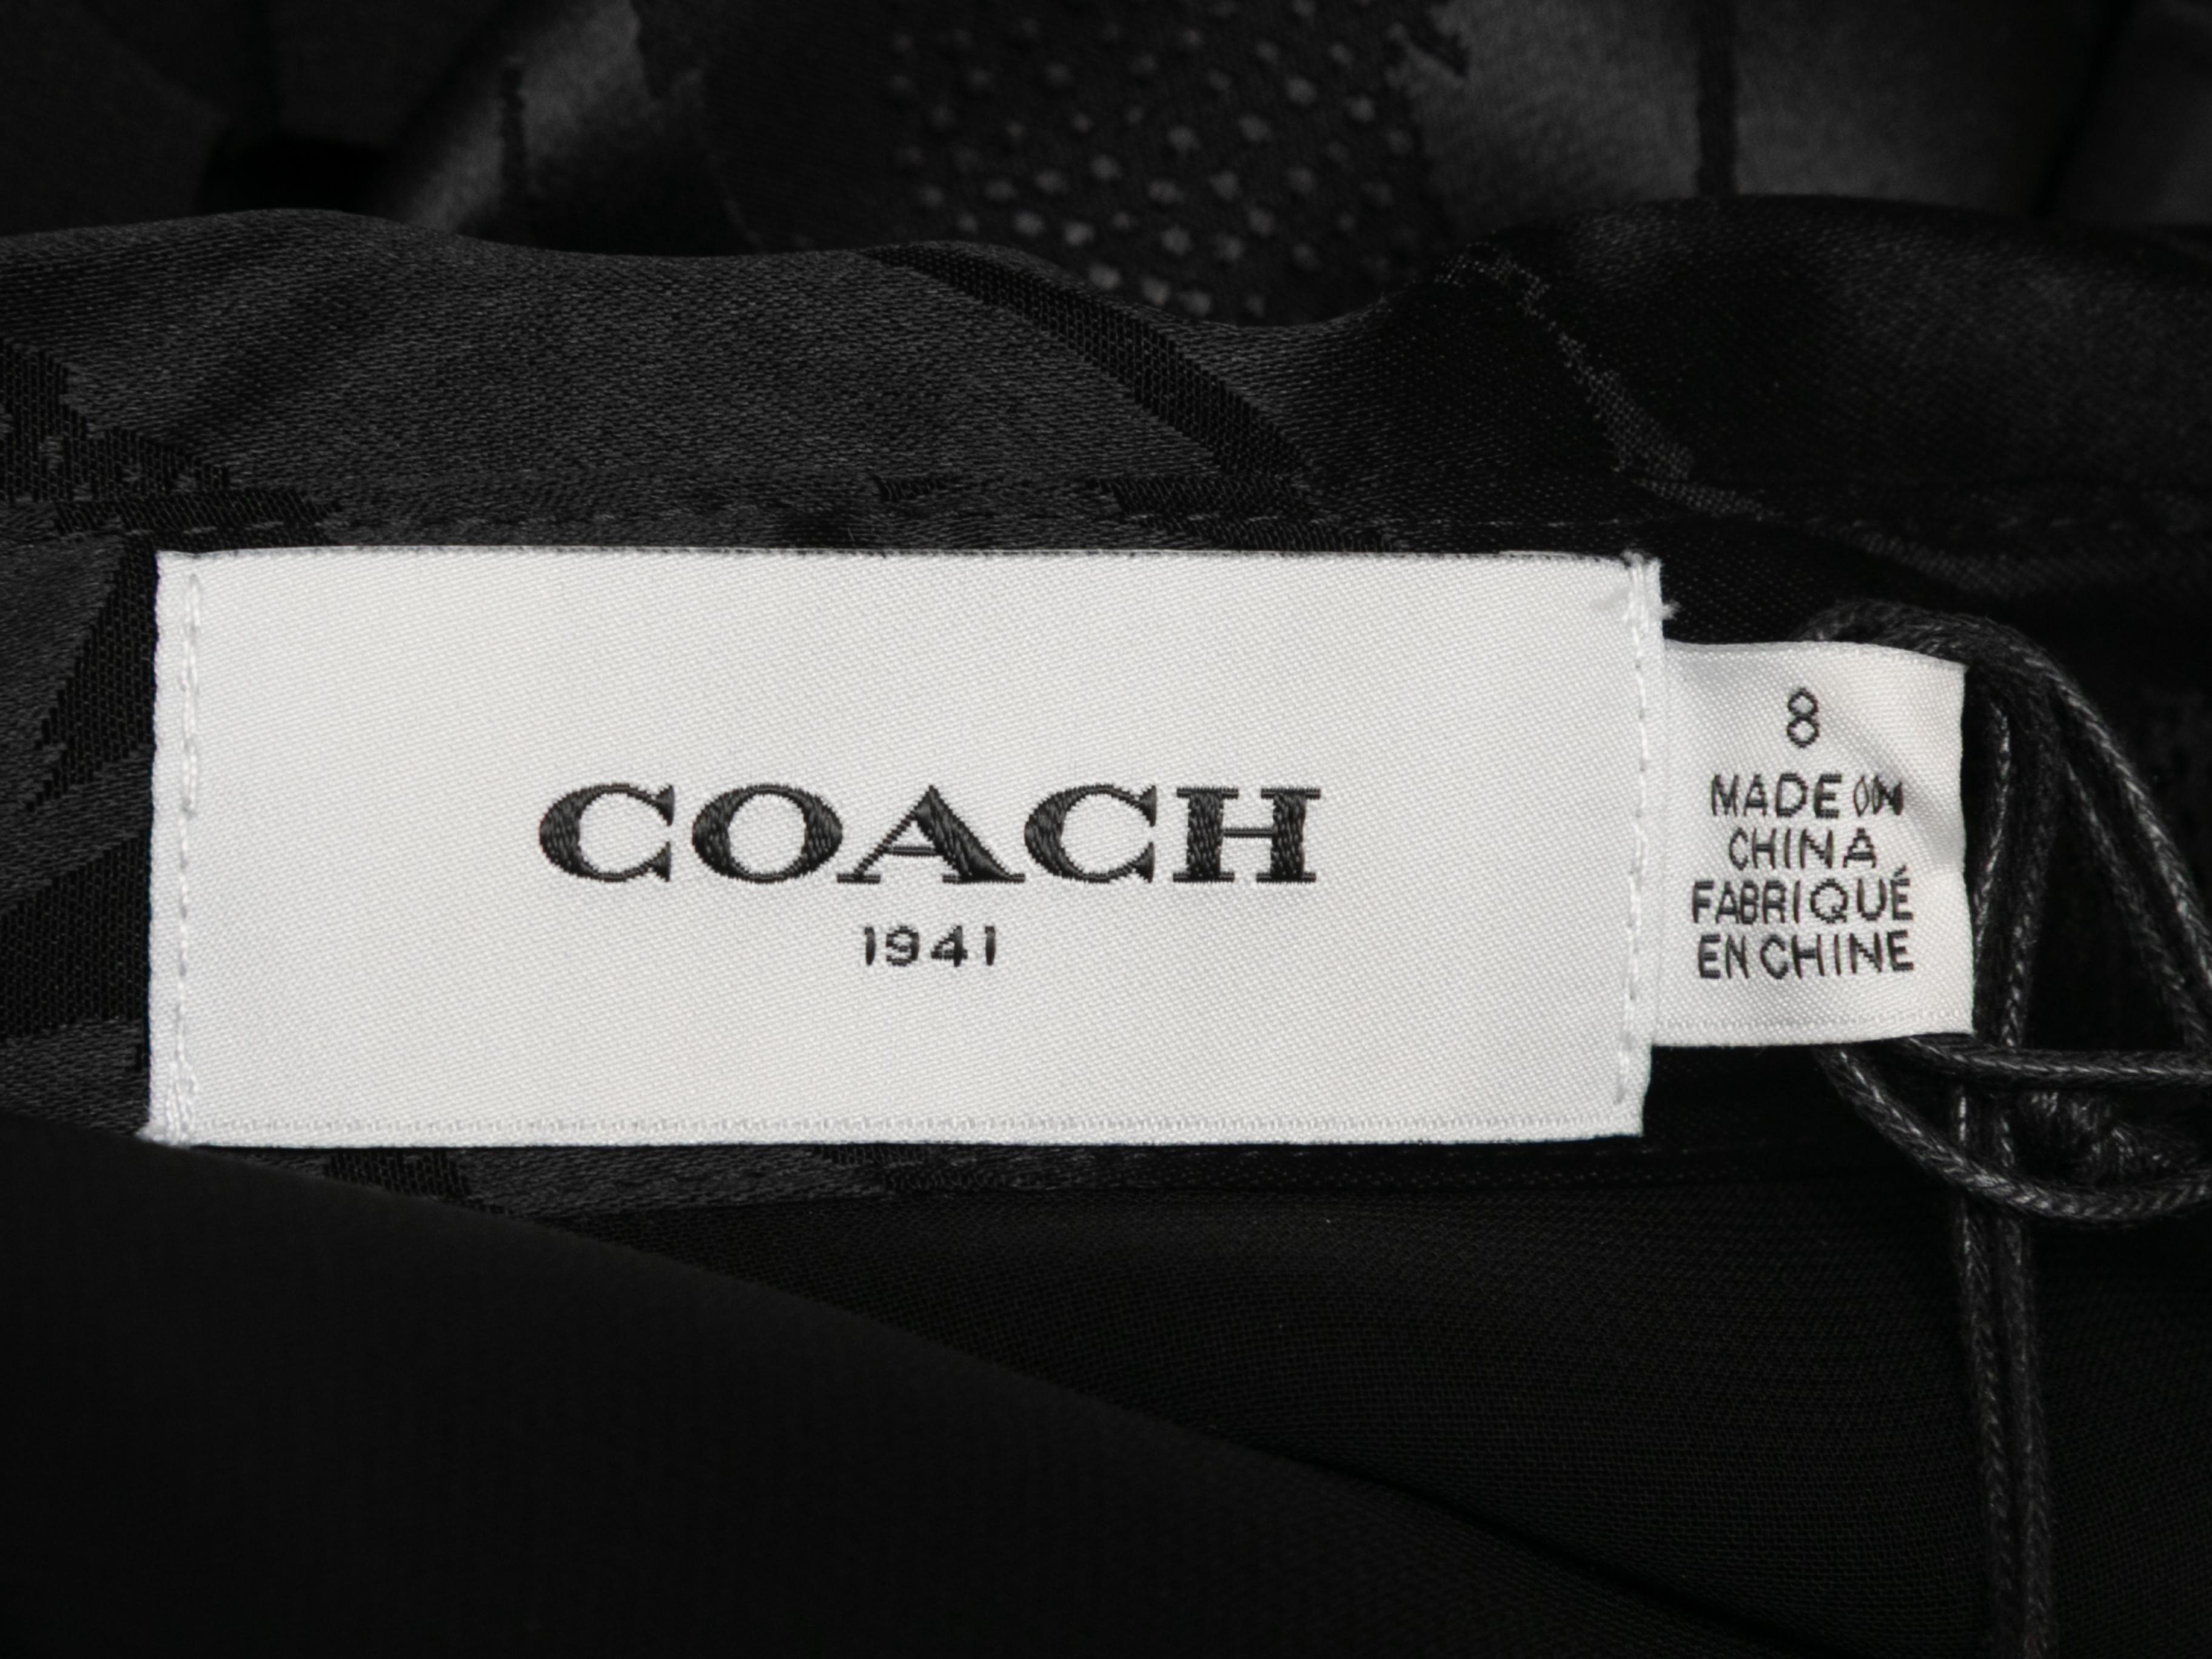 COACH
1941
8
MADE IN
CHINA
FABRIQUÉ
EN CHINE